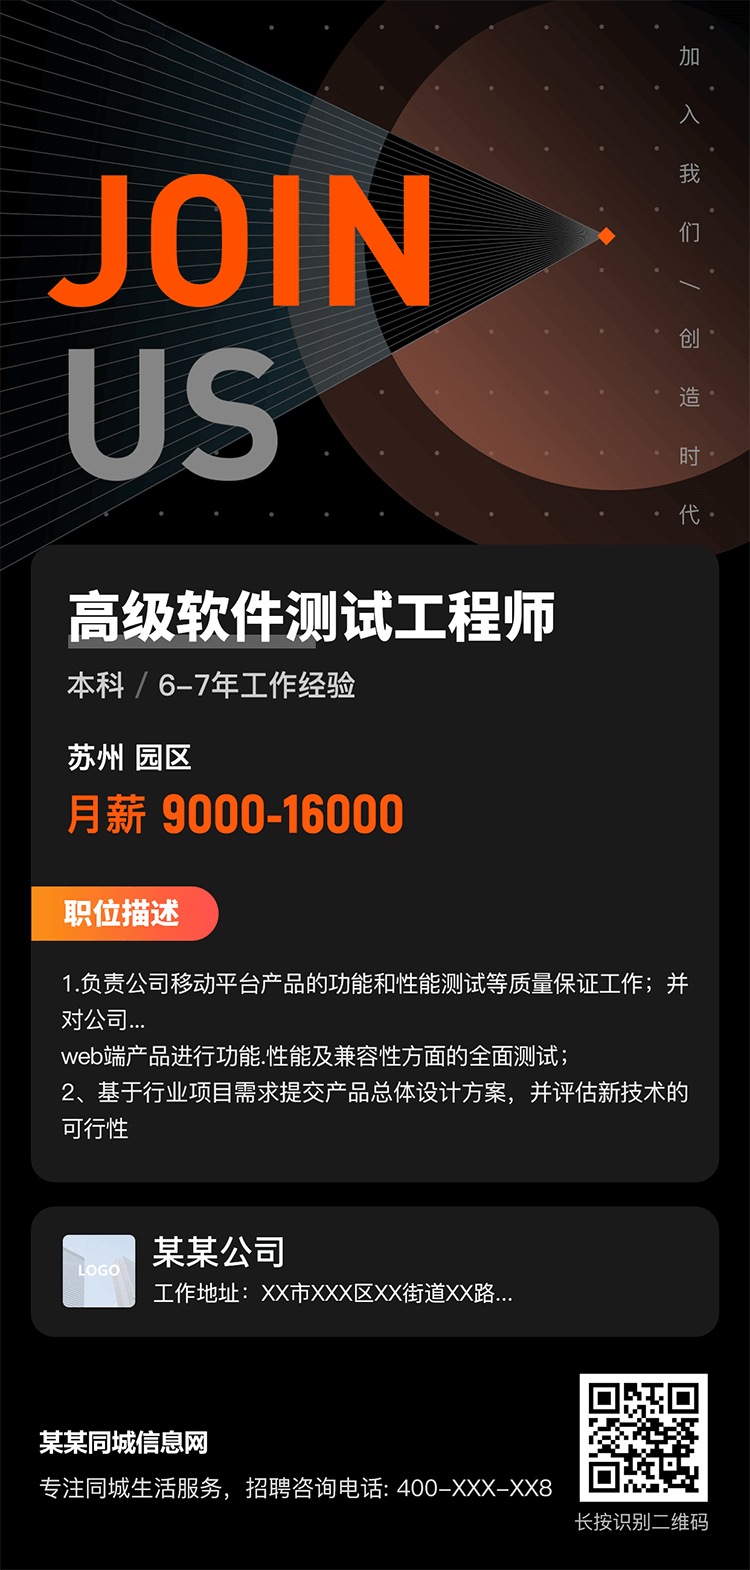 加入我们/创造时代
JOIN
US
高级软件测试工程师
本科 / 6-7年工作经验
苏州 园区
月薪 9000-16000
职位描述
1.负责公司移动平台产品的功能和性能测试等质量保证工作；并
对公司...
web端产品进行功能.性能及兼容性方面的全面测试；
2、基于行业项目需求提交产品总体设计方案，并评估新技术的
可行性
LOGO
某某公司
工作地址：XX市XXX区XX街道XX路...
某某同城信息网
专注同城生活服务，招聘咨询电话: 400-XXX-XX8
长按识别二维码